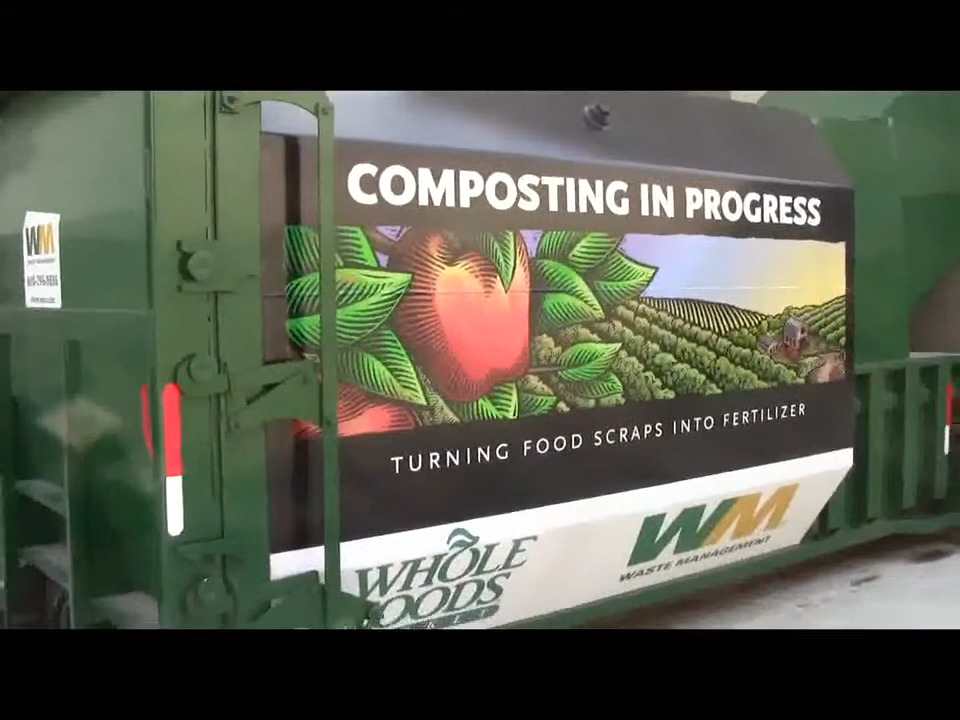 COMPOSTING IN PROGRESS
TURNING FOOD SCRAPS INTO FERTILIZER
WHOLE
FOODS
WM
WASTE MANAGEMENT
WM